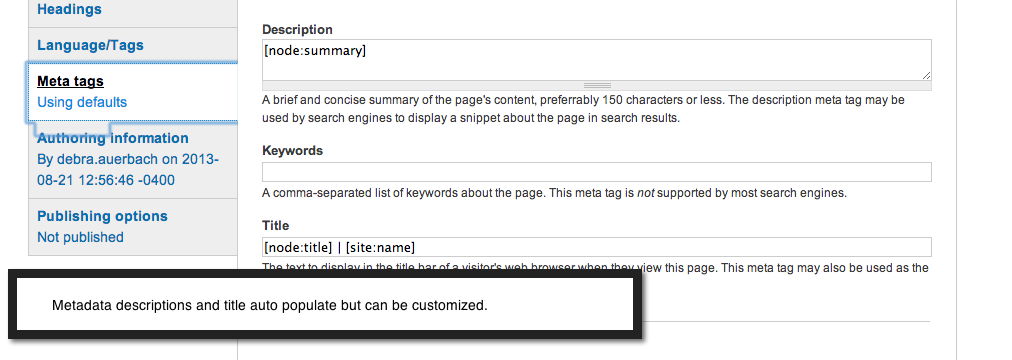 Headings
Language/Tags
Meta tags
Using defaults
Authoring information
By debra.auerbach on 2013-
08-21 12:56:46 -0400
Publishing options
Not published
Description
[node:summary]
A brief and concise summary of the page's content, preferrably 150 characters or less. The description meta tag may be
used by search engines to display a snippet about the page in search results.
Keywords
A comma-separated list of keywords about the page. This meta tag is not supported by most search engines.
Title
[node:title] | [site:name]
The text to display in the title bar of a visitor's web browser when they view this page. This meta tag may also be used as the
Metadata descriptions and title auto populate but can be customized.